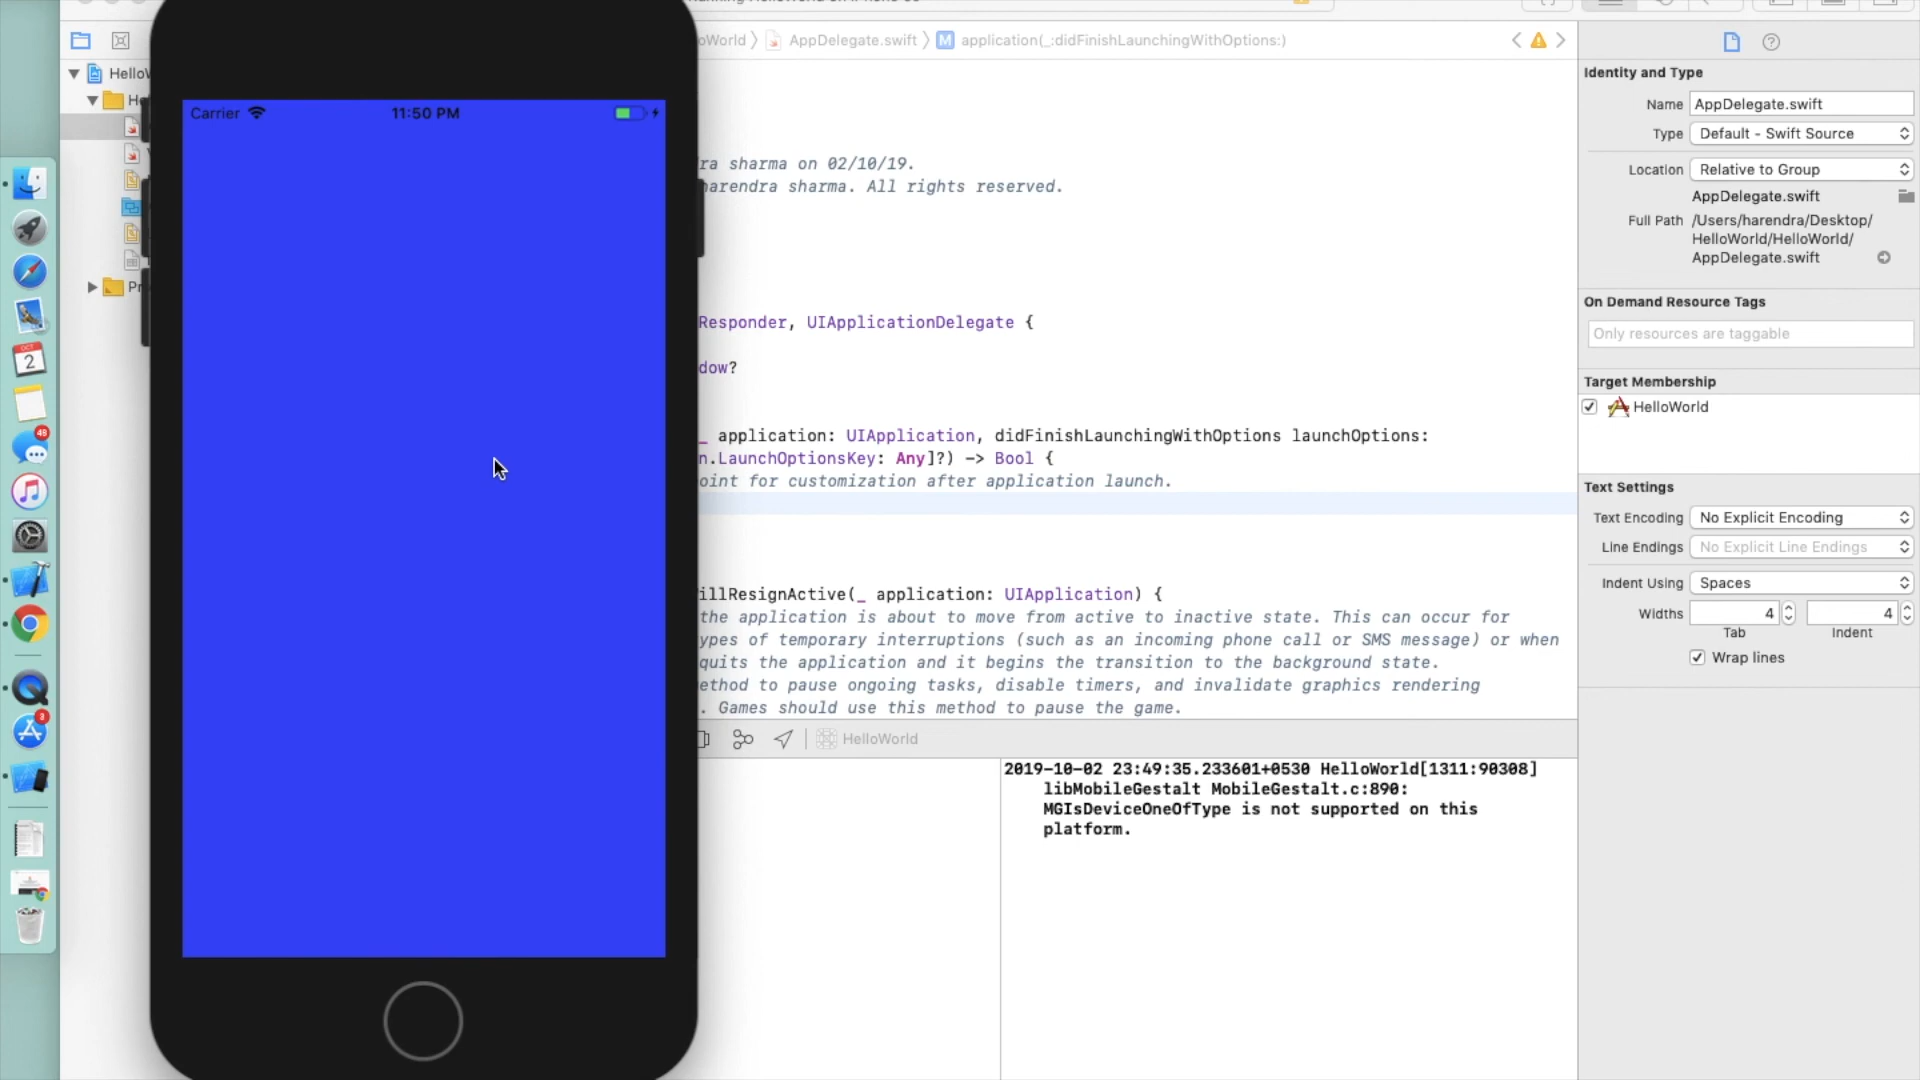 oWorld
AppDelegate.swift
M
application(_:didFinishLaunchingWithOptions:)
Carrier
11:50 PM
ra sharma on 02/10/19.
harendra sharma. All rights reserved.
Responder, UIApplicationDelegate {
dow?
_ application: UIApplication, didFinishLaunchingWithOptions launchOptions:
n.LaunchOptionsKey: Any]?) -> Bool {
oint for customization after application launch.
illResignActive(_ application: UIApplication) {
the application is about to move from active to inactive state. This can occur for
ypes of temporary interruptions (such as an incoming phone call or SMS message) or when
quits the application and it begins the transition to the background state.
ethod to pause ongoing tasks, disable timers, and invalidate graphics rendering
. Games should use this method to pause the game.
HelloWorld
2019-10-02 23:49:35.233601+0530 HelloWorld[1311:90308]
libMobileGestalt MobileGestalt.c:890:
MGIsDeviceOneOfType is not supported on this
platform.
Identity and Type
Name AppDelegate.swift
Type Default - Swift Source
Location Relative to Group
AppDelegate.swift
Full Path /Users/harendra/Desktop/
HelloWorld/HelloWorld/
AppDelegate.swift
On Demand Resource Tags
Only resources are taggable
Target Membership
HelloWorld
Text Settings
Text Encoding No Explicit Encoding
Line Endings No Explicit Line Endings
Indent Using Spaces
Widths 4 4
Tab Indent
Wrap lines
OCT
2